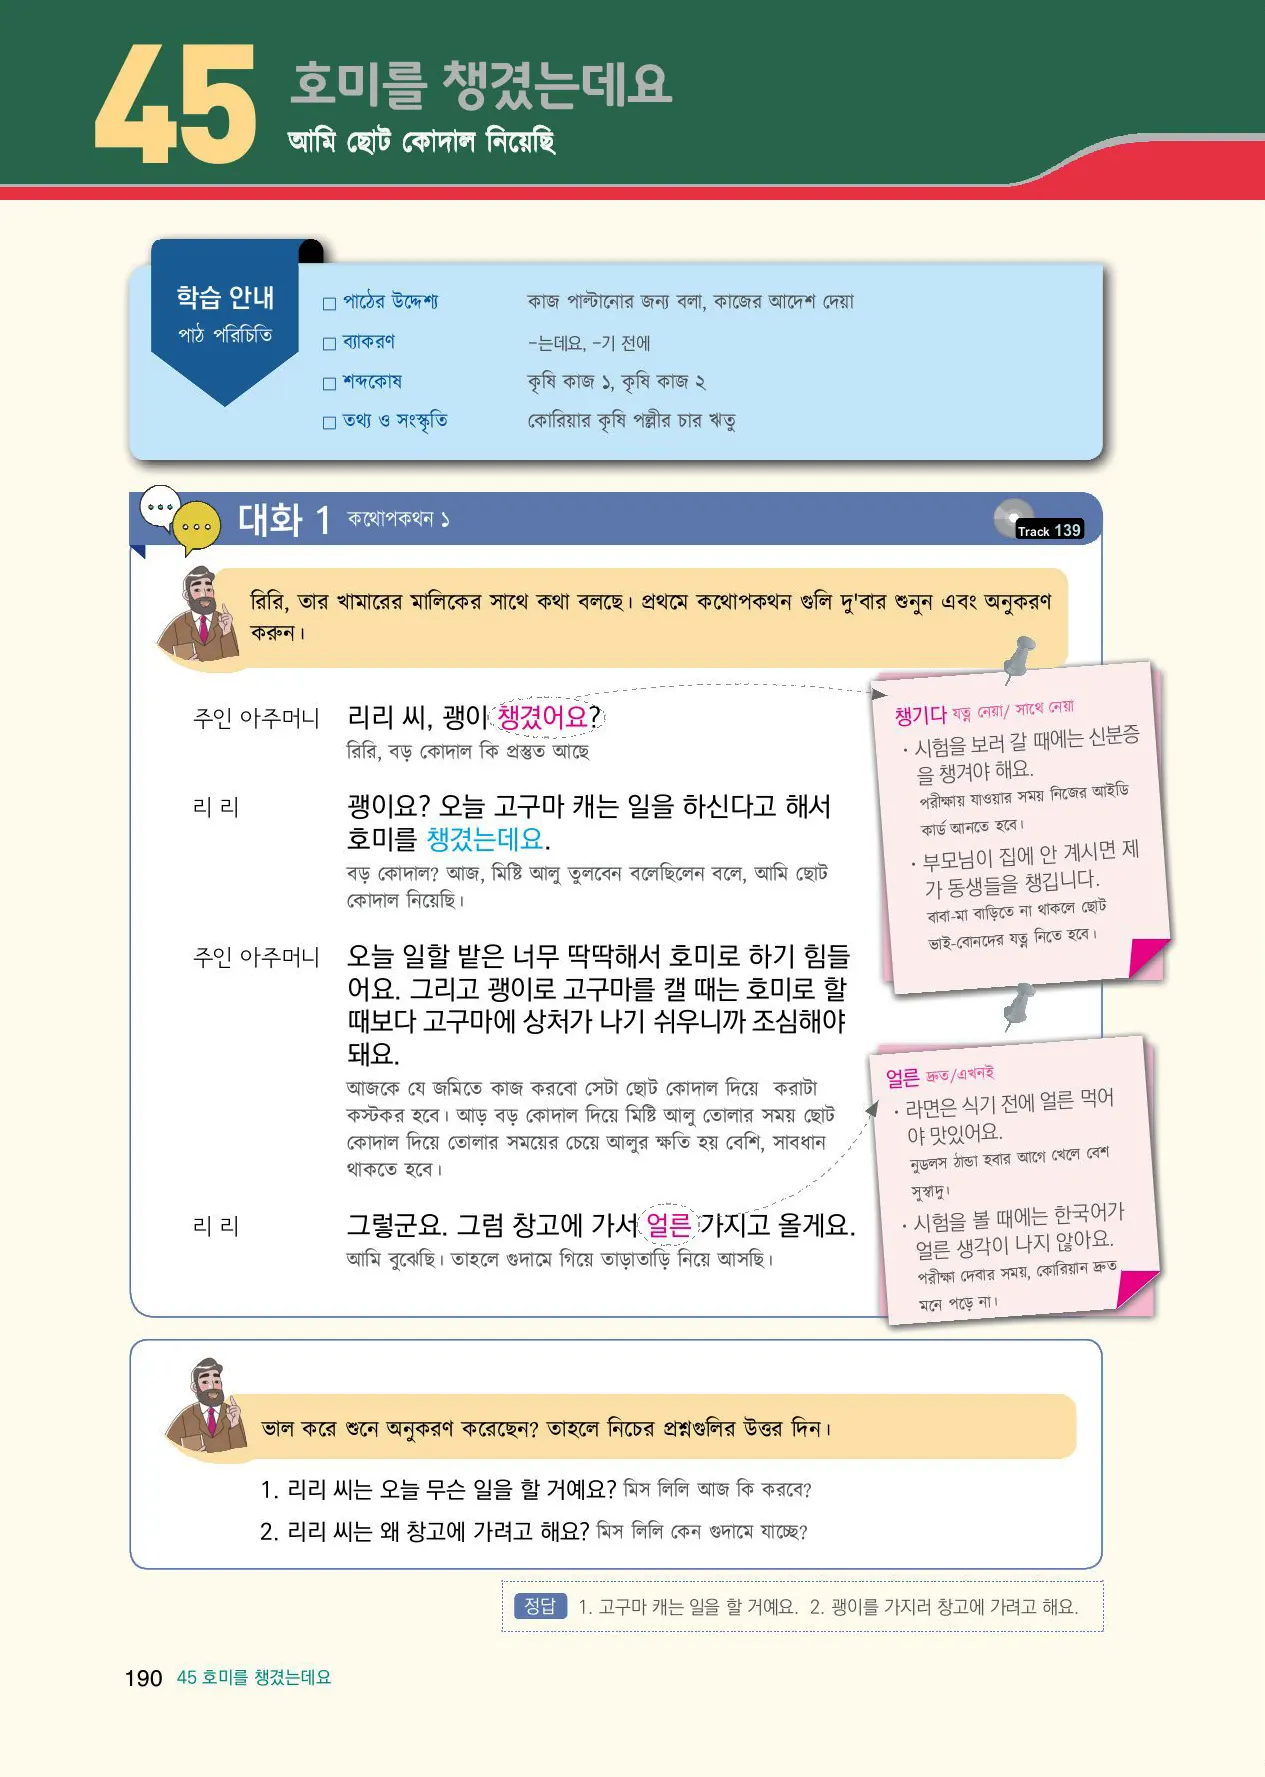 45
호미를 챙겼는데요
আমি ছোট কোদাল নিয়েছি
학습 안내
পাঠ পরিচিতি
□ পাঠের উদ্দেশ্য কাজ পাল্টানোর জন্য বলা, কাজের আদেশ দেয়া
□ ব্যাকরণ -는데요, -기 전에
□ শব্দকোষ কৃষি কাজ ১, কৃষি কাজ ২
□ তথ্য ও সংস্কৃতি কোরিয়ার কৃষি পল্লীর চার ঋতু
대화 1 কথোপকথন ১
Track 139
রিরি, তার খামারের মালিকের সাথে কথা বলছে। প্রথমে কথোপকথন গুলি দু'বার শুনুন এবং অনুকরণ
করুন।
주인 아주머니 리리 씨, 괭이 챙겼어요?
রিরি, বড় কোদাল কি প্রস্তুত আছে
리 리 괭이요? 오늘 고구마 캐는 일을 하신다고 해서
호미를 챙겼는데요.
বড় কোদাল? আজ, মিষ্টি আলু তুলবেন বলেছিলেন বলে, আমি ছোট
কোদাল নিয়েছি।
주인 아주머니 오늘 일할 밭은 너무 딱딱해서 호미로 하기 힘들
어요. 그리고 괭이로 고구마를 캘 때는 호미로 할
때보다 고구마에 상처가 나기 쉬우니까 조심해야
돼요.
আজকে যে জমিতে কাজ করবো সেটা ছোট কোদাল দিয়ে করাটা
কস্টকর হবে। আড় বড় কোদাল দিয়ে মিষ্টি আলু তোলার সময় ছোট
কোদাল দিয়ে তোলার সময়ের চেয়ে আলুর ক্ষতি হয় বেশি, সাবধান
থাকতে হবে।
리 리 그렇군요. 그럼 창고에 가서 얼른 가지고 올게요.
আমি বুঝেছি। তাহলে গুদামে গিয়ে তাড়াতাড়ি নিয়ে আসছি।
챙기다 যত্ন নেয়া/ সাথে নেয়া
· 시험을 보러 갈 때에는 신분증
을 챙겨야 해요.
পরীক্ষায় যাওয়ার সময় নিজের আইডি
কার্ড আনতে হবে।
· 부모님이 집에 안 계시면 제
가 동생들을 챙깁니다.
বাবা-মা বাড়িতে না থাকলে ছোট
ভাই-বোনদের যত্ন নিতে হবে।
얼른 দ্রুত/এখনই
· 라면은 식기 전에 얼른 먹어
야 맛있어요.
নুডলস ঠান্ডা হবার আগে খেলে বেশ
সুস্বাদু।
· 시험을 볼 때에는 한국어가
얼른 생각이 나지 않아요.
পরীক্ষা দেবার সময়, কোরিয়ান দ্রুত
মনে পড়ে না।
ভাল করে শুনে অনুকরণ করেছেন? তাহলে নিচের প্রশ্নগুলির উত্তর দিন।
1. 리리 씨는 오늘 무슨 일을 할 거예요? মিস লিলি আজ কি করবে?
2. 리리 씨는 왜 창고에 가려고 해요? মিস লিলি কেন গুদামে যাচ্ছে?
정답 1. 고구마 캐는 일을 할 거예요. 2. 괭이를 가지러 창고에 가려고 해요.
190 45 호미를 챙겼는데요